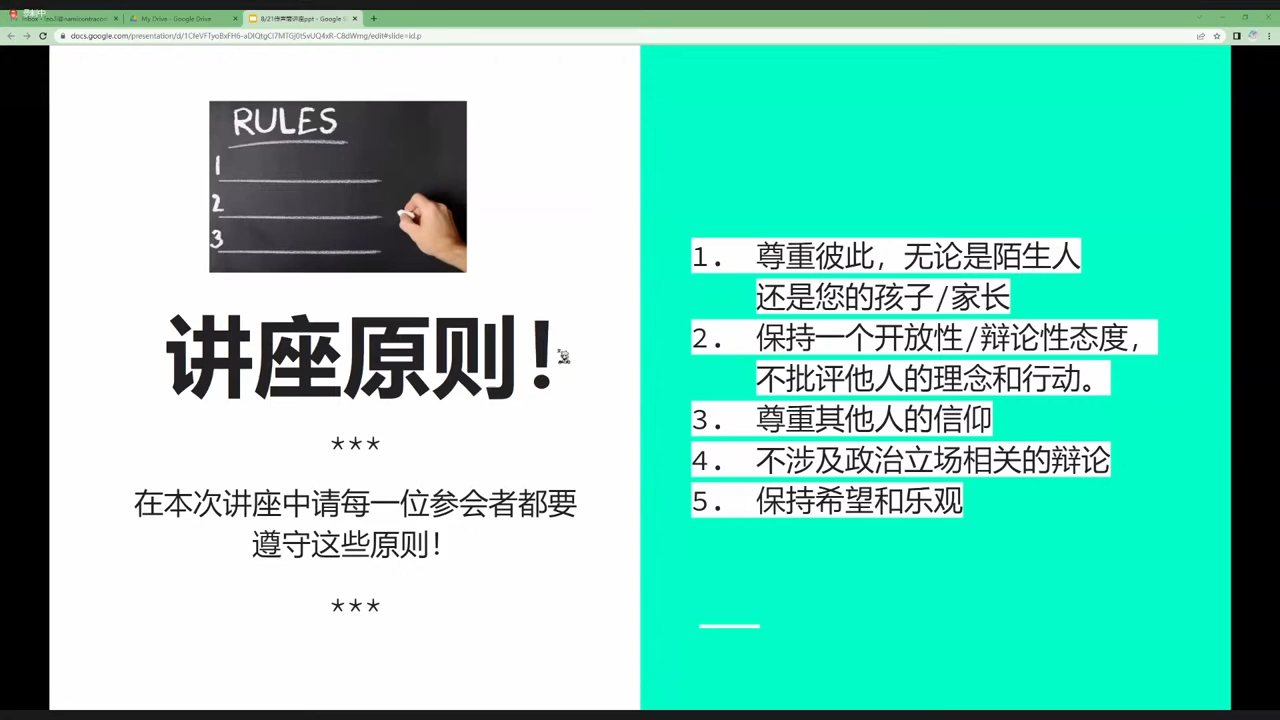 My Drive - Google Drive
docs.google.com/presentation/d/1CfeVFTyoBxFH6-aDIQtgCl7MTGJ0t5vUQ4xR-C8dWmg/edit#slide=id.p
RULES
1
2
3
讲座原则！
***
在本次讲座中请每一位参会者都要
遵守这些原则！
***
1. 尊重彼此，无论是陌生人
还是您的孩子/家长
2. 保持一个开放性/辩论性态度，
不批评他人的理念和行动。
3. 尊重其他人的信仰
4. 不涉及政治立场相关的辩论
5. 保持希望和乐观